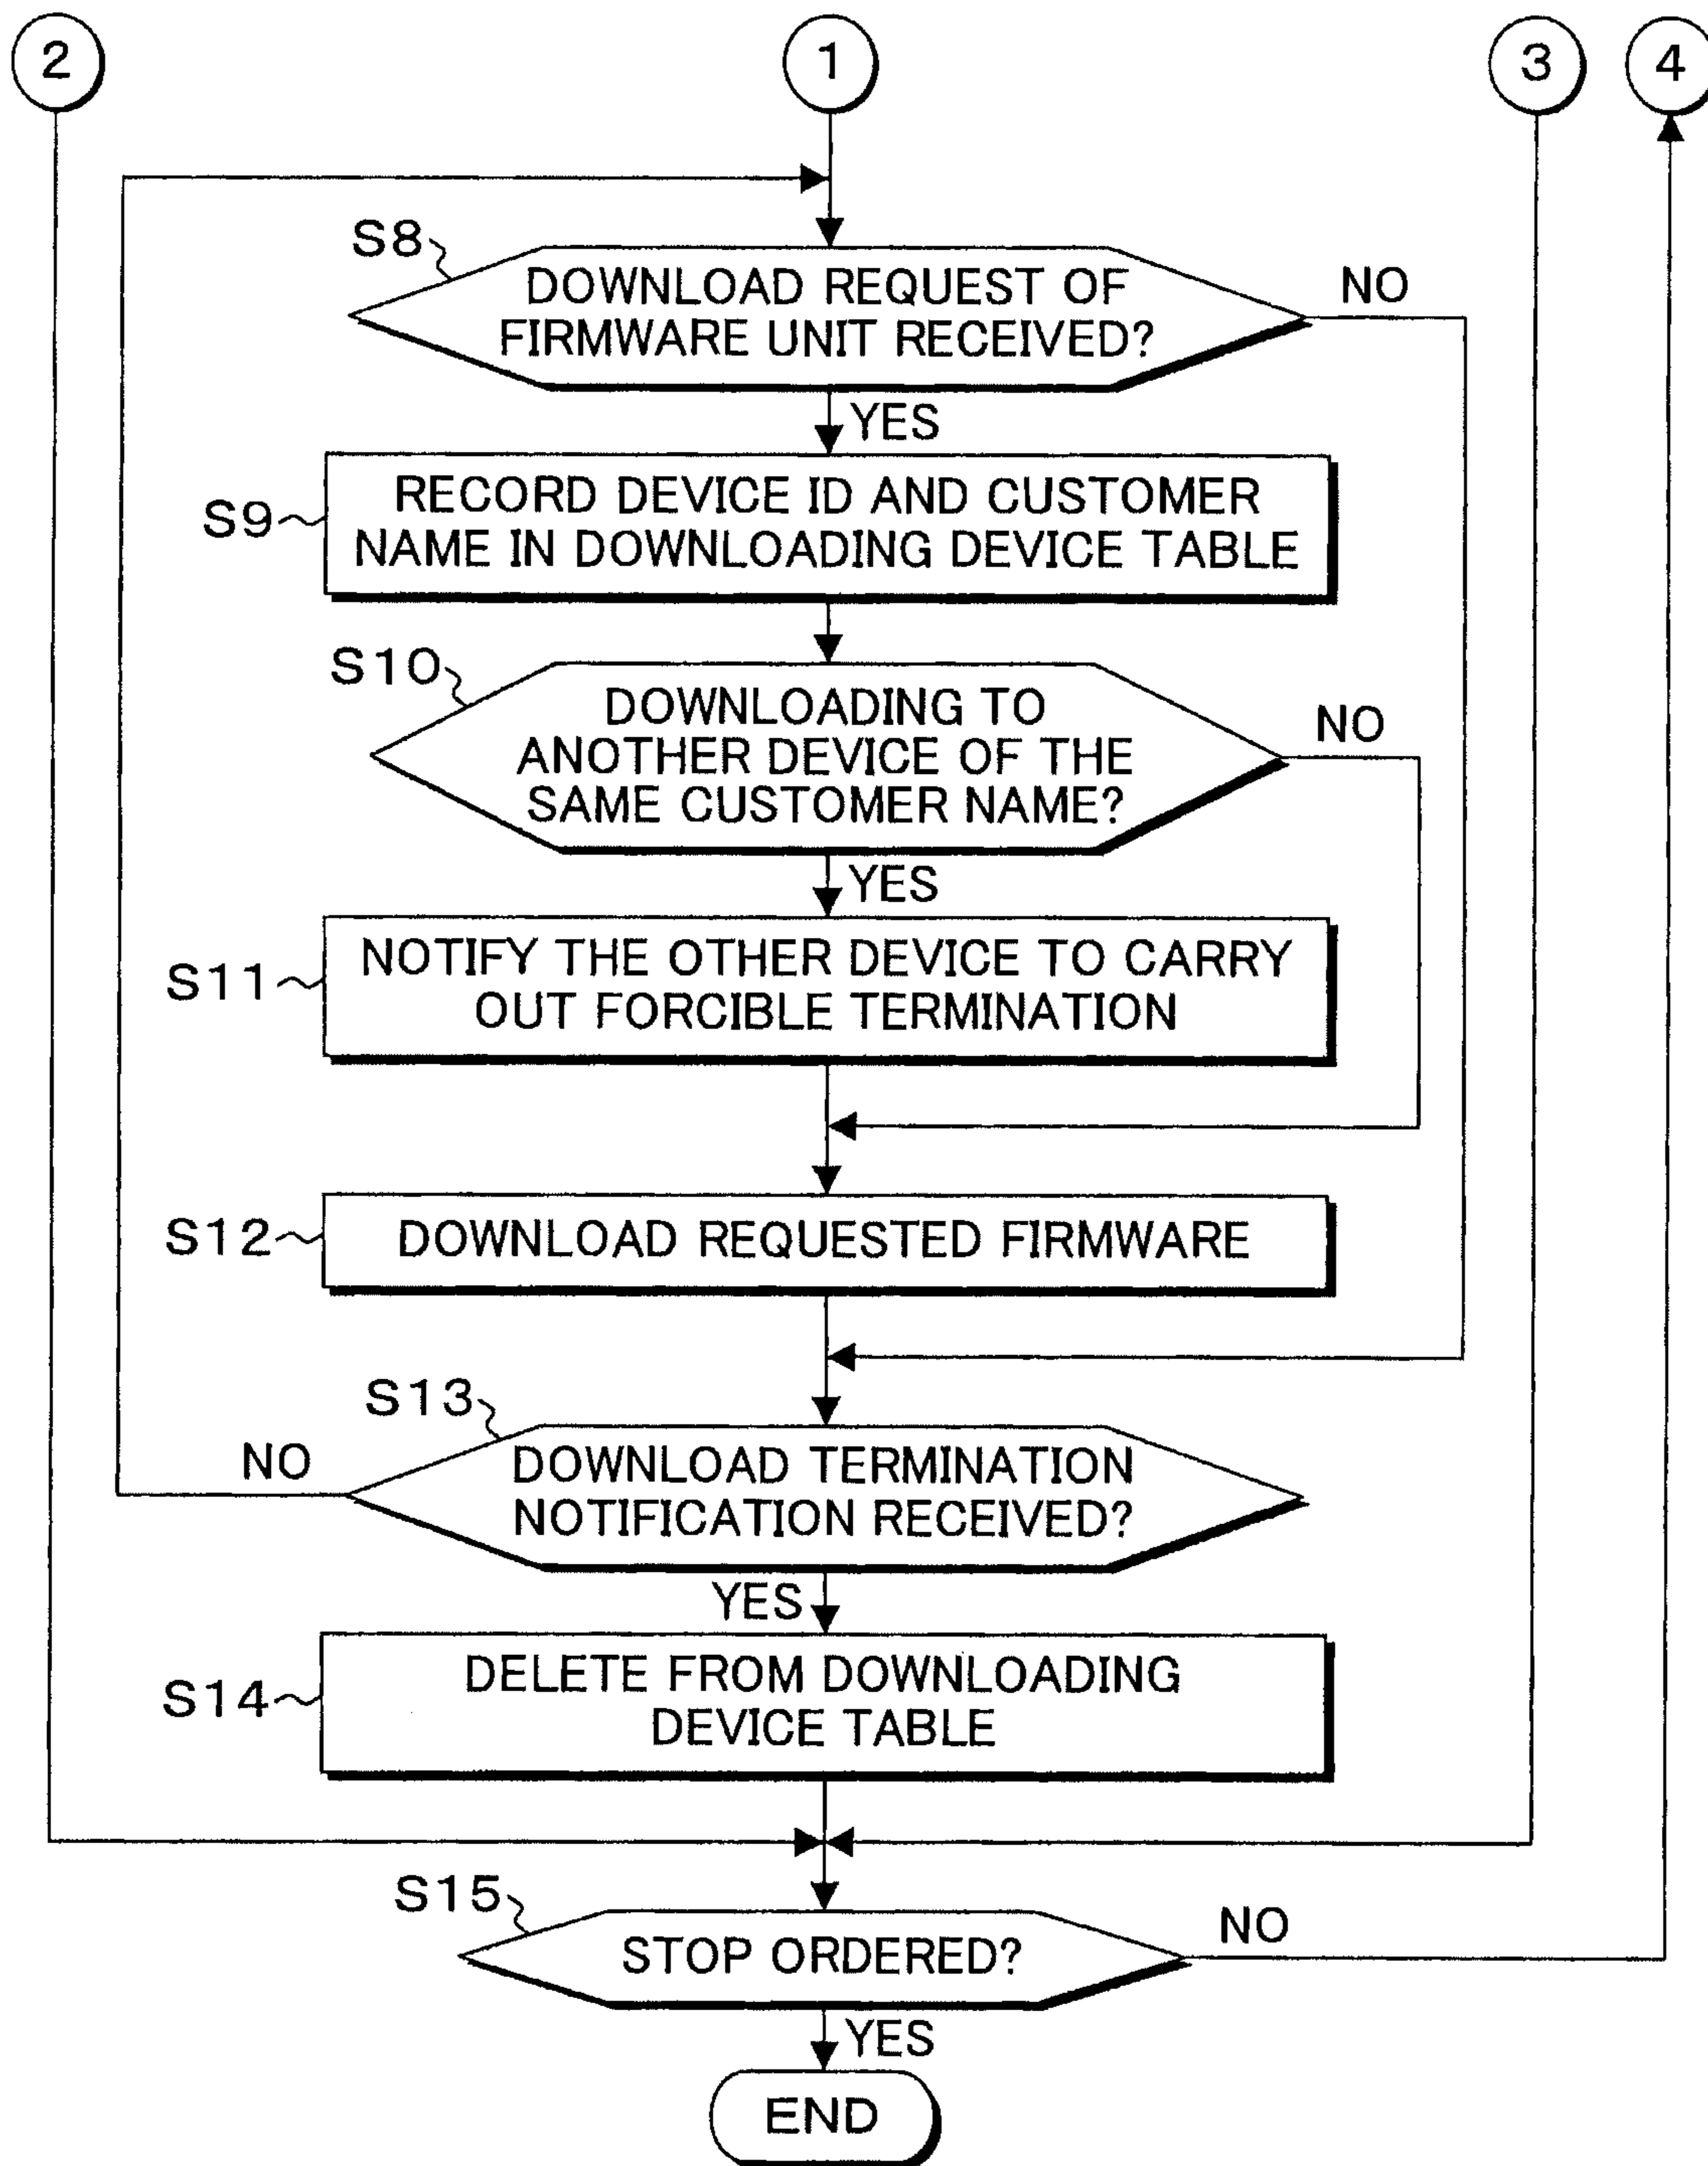 2
1
3
4
S8
DOWNLOAD REQUEST OF
FIRMWARE UNIT RECEIVED?
NO
YES
S9
RECORD DEVICE ID AND CUSTOMER
NAME IN DOWNLOADING DEVICE TABLE
S10
DOWNLOADING TO
ANOTHER DEVICE OF THE
SAME CUSTOMER NAME?
NO
YES
S11
NOTIFY THE OTHER DEVICE TO CARRY
OUT FORCIBLE TERMINATION
S12
DOWNLOAD REQUESTED FIRMWARE
S13
NO
DOWNLOAD TERMINATION
NOTIFICATION RECEIVED?
YES
S14
DELETE FROM DOWNLOADING
DEVICE TABLE
S15
STOP ORDERED?
NO
YES
END